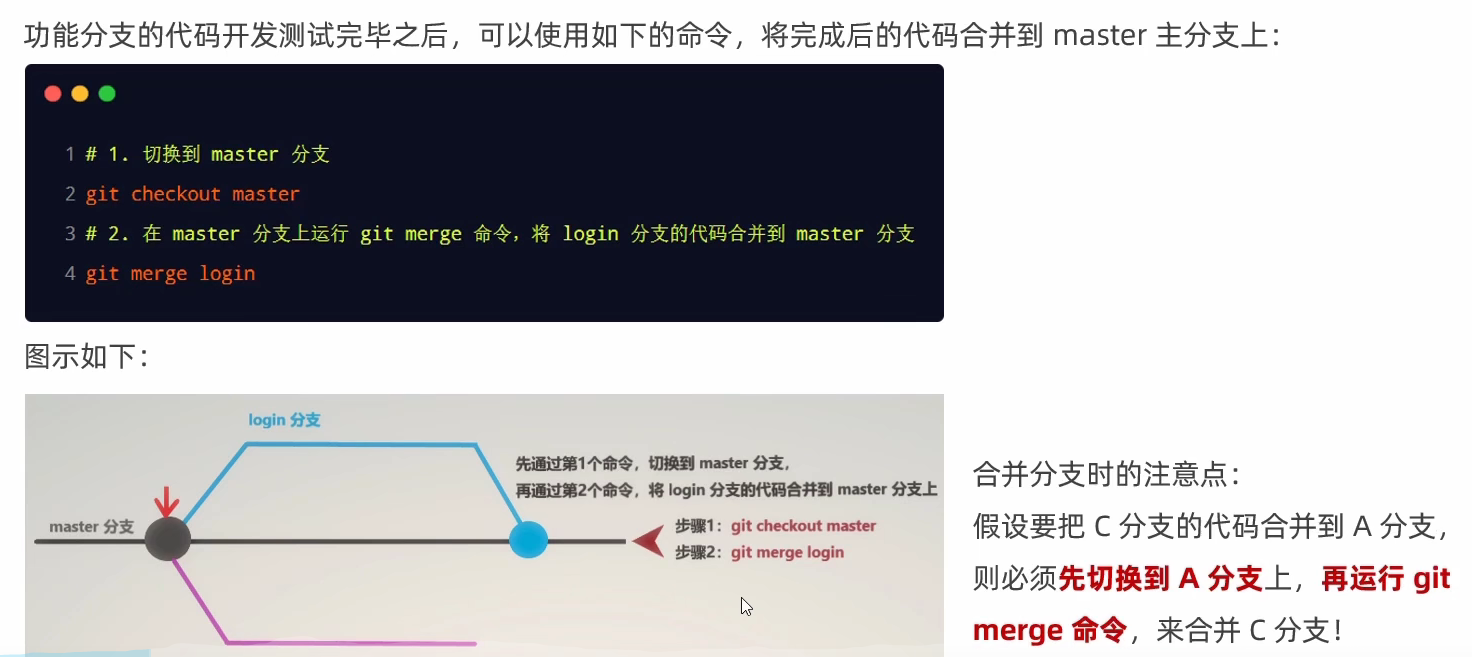 功能分支的代码开发测试完毕之后，可以使用如下的命令，将完成后的代码合并到 master 主分支上：
1 # 1. 切换到 master 分支
2 git checkout master
3 # 2. 在 master 分支上运行 git merge 命令，将 login 分支的代码合并到 master 分支
4 git merge login
图示如下：
login 分支
先通过第1个命令，切换到 master 分支，
再通过第2个命令，将 login 分支的代码合并到 master 分支上
master 分支
步骤1：git checkout master
步骤2：git merge login
合并分支时的注意点：
假设要把 C 分支的代码合并到 A 分支，
则必须先切换到 A 分支上，再运行 git
merge 命令，来合并 C 分支！